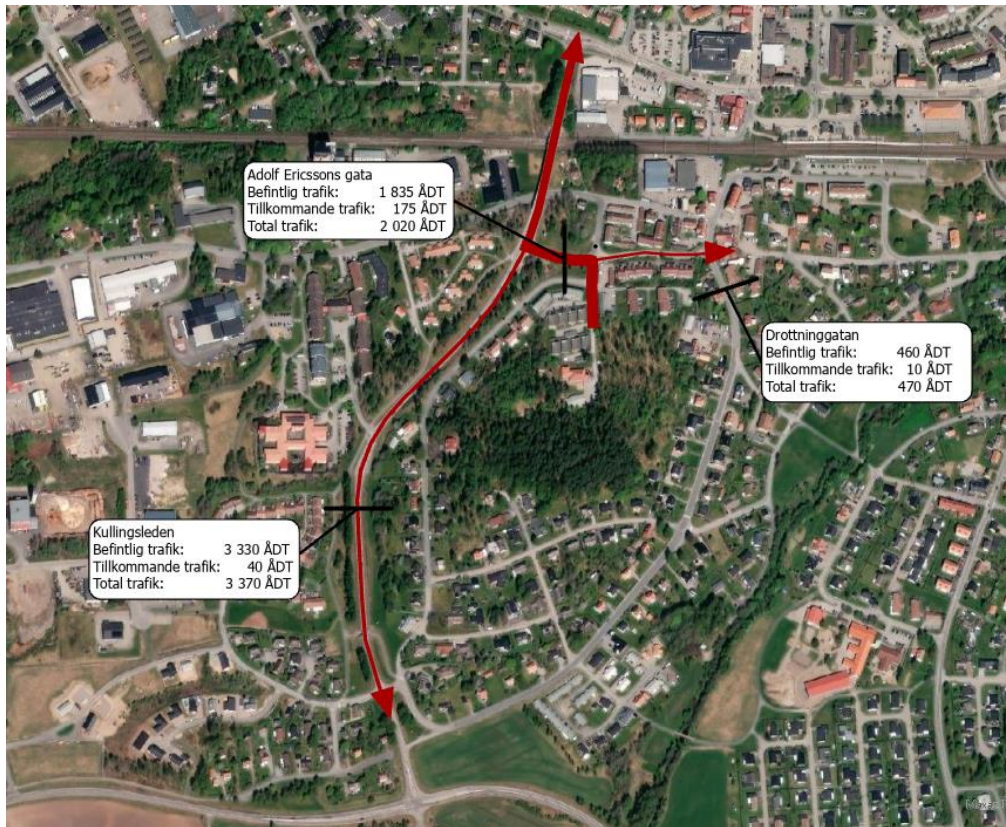 Adolf Ericssons gata
Befintlig trafik: 1 835 ÅDT
Tillkommande trafik: 175 ÅDT
Total trafik: 2 020 ÅDT
Drottninggatan
Befintlig trafik: 460 ÅDT
Tillkommande trafik: 10 ÅDT
Total trafik: 470 ÅDT
Kullingsleden
Befintlig trafik: 3 330 ÅDT
Tillkommande trafik: 40 ÅDT
Total trafik: 3 370 ÅDT